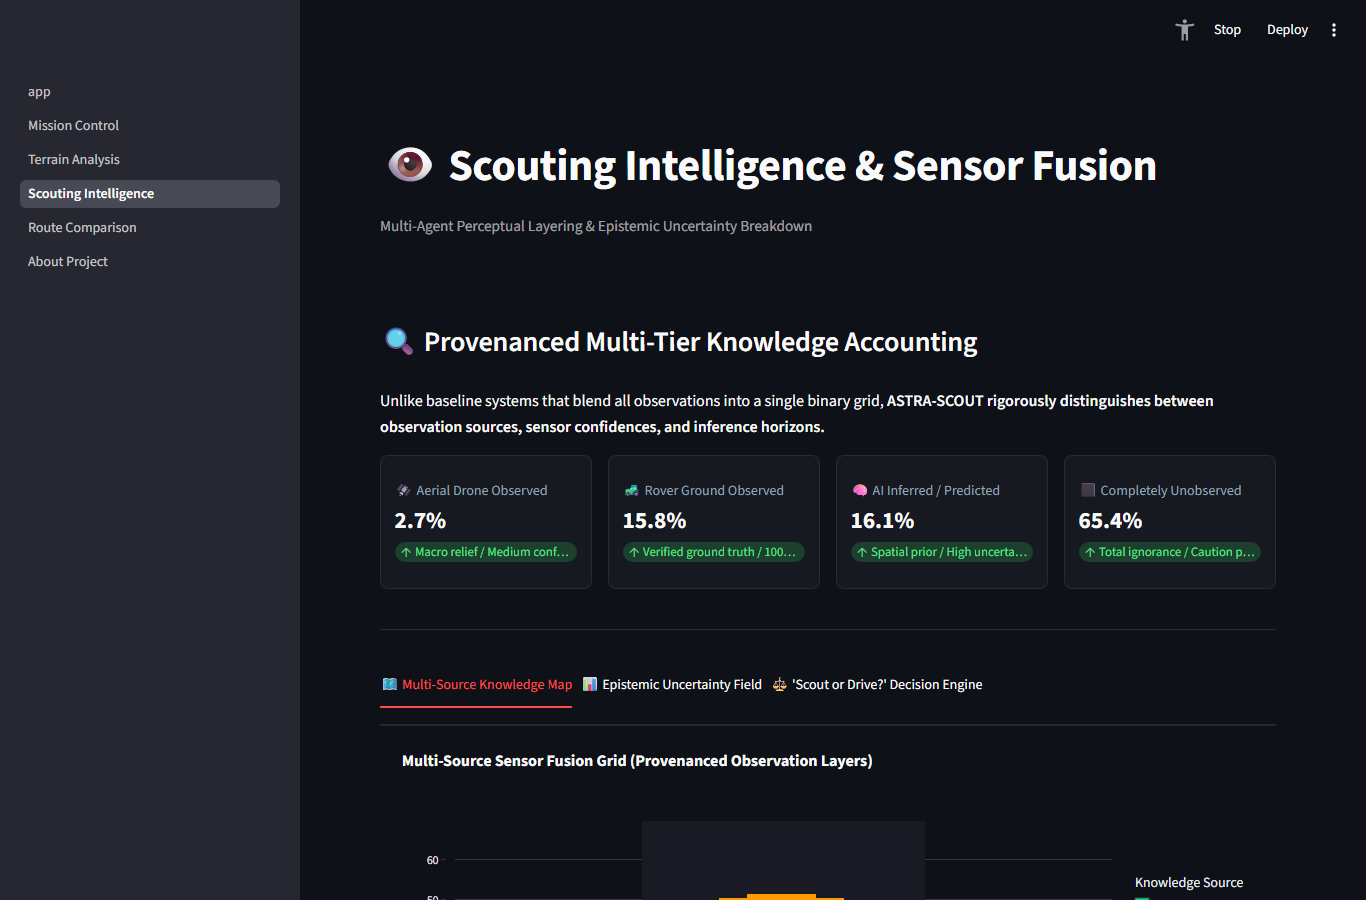 Stop
Deploy
app
Mission Control
Terrain Analysis
Scouting Intelligence
Route Comparison
About Project
Scouting Intelligence & Sensor Fusion
Multi-Agent Perceptual Layering & Epistemic Uncertainty Breakdown
Provenanced Multi-Tier Knowledge Accounting
Unlike baseline systems that blend all observations into a single binary grid, ASTRA-SCOUT rigorously distinguishes between
observation sources, sensor confidences, and inference horizons.
Aerial Drone Observed
2.7%
↑ Macro relief / Medium conf…
Rover Ground Observed
15.8%
↑ Verified ground truth / 100…
AI Inferred / Predicted
16.1%
↑ Spatial prior / High uncerta…
Completely Unobserved
65.4%
↑ Total ignorance / Caution p…
Multi-Source Knowledge Map
Epistemic Uncertainty Field
'Scout or Drive?' Decision Engine
Multi-Source Sensor Fusion Grid (Provenanced Observation Layers)
60
Knowledge Source